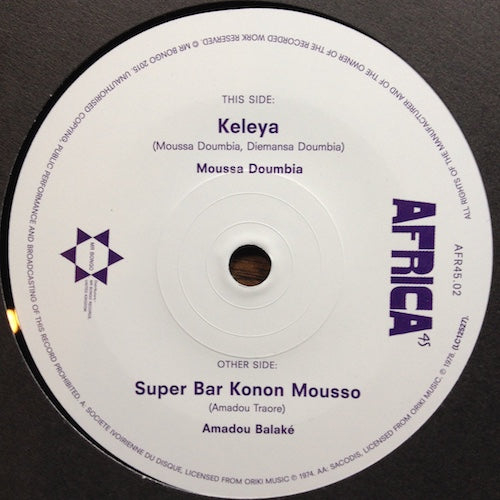 THIS SIDE:
Keleya
(Moussa Doumbia, Diemansa Doumbia)
Moussa Doumbia
AFRICA 45
AFR45.02
MR BONGO
OTHER SIDE:
Super Bar Konon Mousso
(Amadou Traore)
Amadou Balaké
ALL RIGHTS OF THE MANUFACTURER AND OF THE OWNER OF THE RECORDED WORK RESERVED. © MR BONGO 2015. UNAUTHORISED COPYING, PUBLIC PERFORMANCE AND BROADCASTING OF THIS RECORD PROHIBITED. A: SOCIETE IVOIRIENNE DU DISQUE, LICENSED FROM ORIKI MUSIC. ℗ 1974. AA: SACODIS, LICENSED FROM ORIKI MUSIC. ℗ 1978. (LC12527).